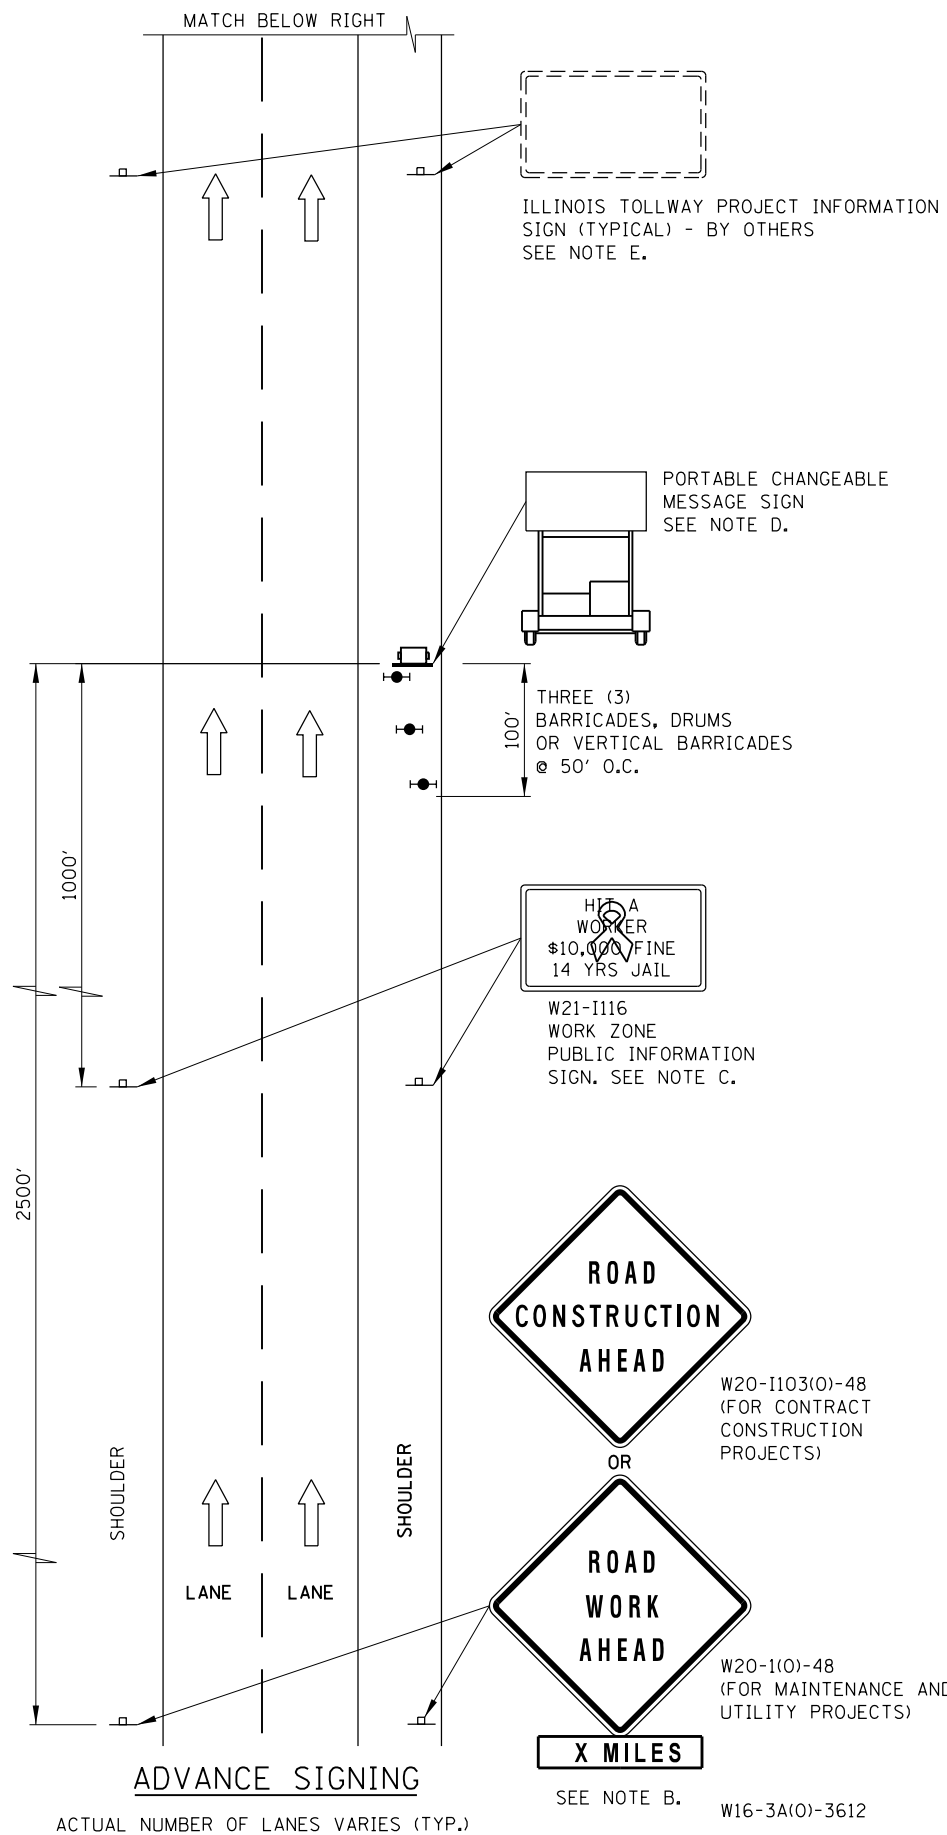 MATCH BELOW RIGHT
ILLINOIS TOLLWAY PROJECT INFORMATION
SIGN (TYPICAL) - BY OTHERS
SEE NOTE E.
PORTABLE CHANGEABLE
MESSAGE SIGN
SEE NOTE D.
100'
THREE (3)
BARRICADES, DRUMS
OR VERTICAL BARRICADES
@ 50' O.C.
1000'
HIT A
WORKER
$10,000 FINE
14 YRS JAIL
W21-I116
WORK ZONE
PUBLIC INFORMATION
SIGN. SEE NOTE C.
2500'
ROAD
CONSTRUCTION
AHEAD
W20-I103(O)-48
(FOR CONTRACT
CONSTRUCTION
PROJECTS)
OR
SHOULDER
SHOULDER
LANE
LANE
ROAD
WORK
AHEAD
W20-1(O)-48
(FOR MAINTENANCE AND
UTILITY PROJECTS)
X MILES
SEE NOTE B.
W16-3A(O)-3612
ADVANCE SIGNING
ACTUAL NUMBER OF LANES VARIES (TYP.)